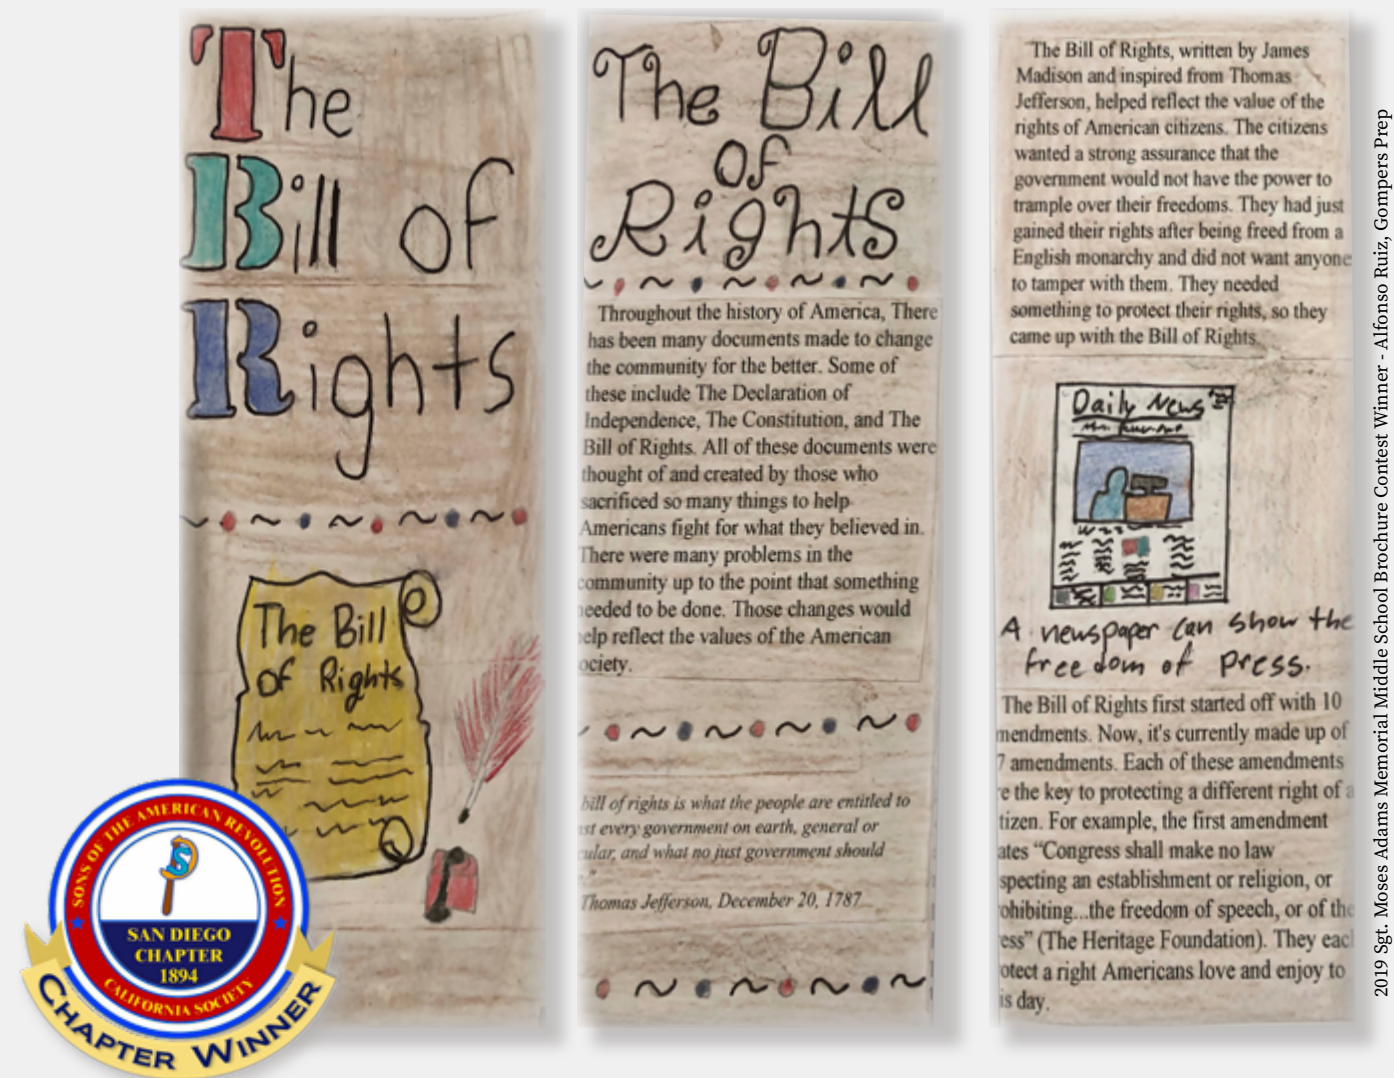 The
Bill of
Rights
The Bill
of Rights
SONS OF THE AMERICAN REVOLUTION
SAN DIEGO
CHAPTER
1894
CALIFORNIA SOCIETY
CHAPTER WINNER
The Bill
Of
Rights
Throughout the history of America, There
has been many documents made to change
the community for the better. Some of
these include The Declaration of
Independence, The Constitution, and The
Bill of Rights. All of these documents were
thought of and created by those who
sacrificed so many things to help
Americans fight for what they believed in.
There were many problems in the
community up to the point that something
eeded to be done. Those changes would
elp reflect the values of the American
ociety.
bill of rights is what the people are entitled to
st every government on earth, general or
cular, and what no just government should
."
Thomas Jefferson, December 20, 1787
The Bill of Rights, written by James
Madison and inspired from Thomas
Jefferson, helped reflect the value of the
rights of American citizens. The citizens
wanted a strong assurance that the
government would not have the power to
trample over their freedoms. They had just
gained their rights after being freed from a
English monarchy and did not want anyone
to tamper with them. They needed
something to protect their rights, so they
came up with the Bill of Rights.
Daily News
A newspaper can show the
freedom of press.
The Bill of Rights first started off with 10
mendments. Now, it's currently made up of
7 amendments. Each of these amendments
e the key to protecting a different right of a
tizen. For example, the first amendment
ates “Congress shall make no law
specting an establishment or religion, or
ohibiting...the freedom of speech, or of the
ess” (The Heritage Foundation). They eac
otect a right Americans love and enjoy to
is day.
2019 Sgt. Moses Adams Memorial Middle School Brochure Contest Winner - Alfonso Ruiz, Gompers Prep